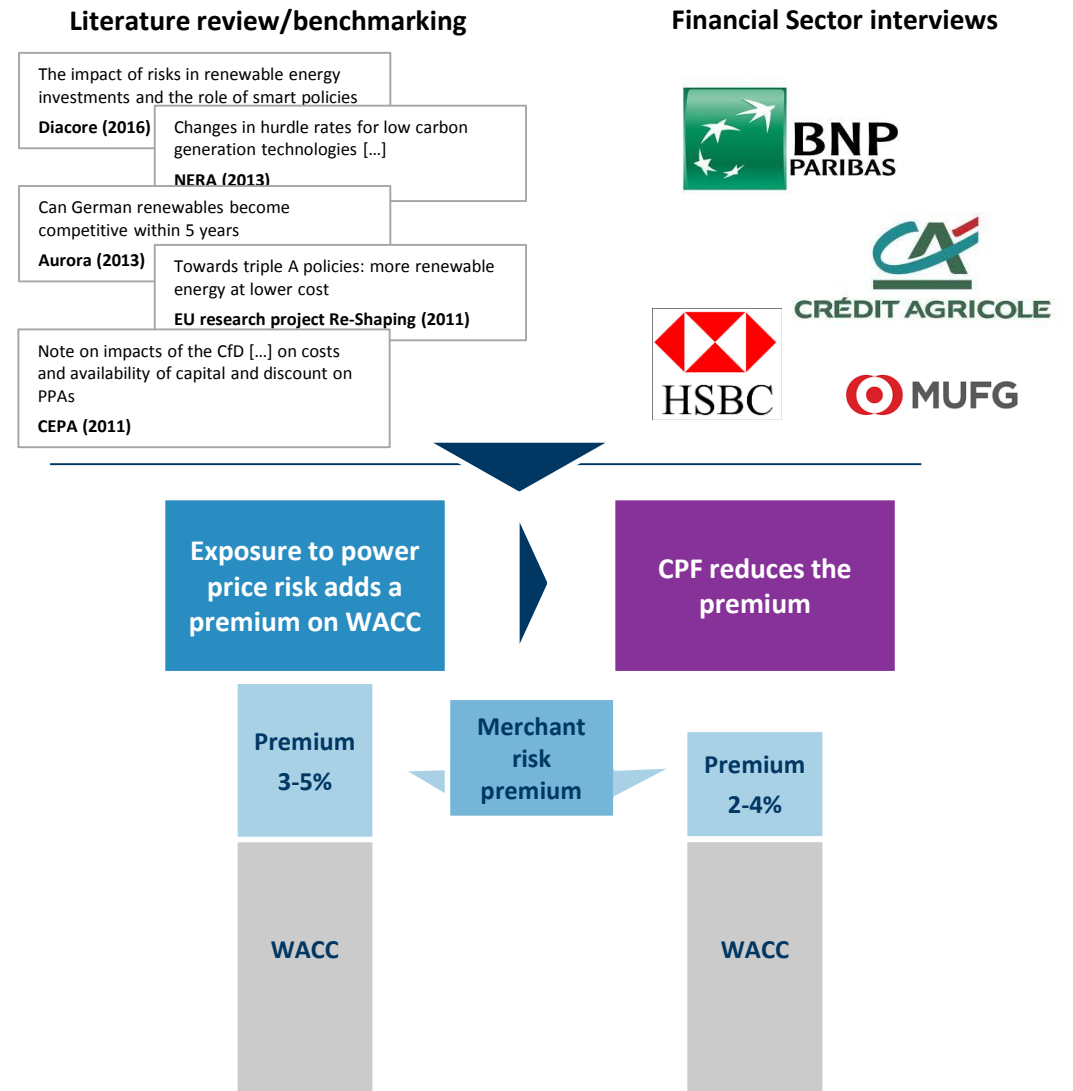 Literature review/benchmarking
Financial Sector interviews
The impact of risks in renewable energy
investments and the role of smart policies
Diacore (2016)
Changes in hurdle rates for low carbon
generation technologies […]
NERA (2013)
Can German renewables become
competitive within 5 years
Aurora (2013)
Towards triple A policies: more renewable
energy at lower cost
EU research project Re-Shaping (2011)
Note on impacts of the CfD […] on costs
and availability of capital and discount on
PPAs
CEPA (2011)
BNP
PARIBAS
CRÉDIT AGRICOLE
HSBC
MUFG
Exposure to power
price risk adds a
premium on WACC
CPF reduces the
premium
Premium
3-5%
Merchant
risk
premium
Premium
2-4%
WACC
WACC